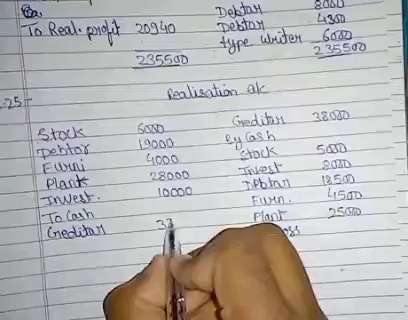 Debtor 8000
To Real. profit 20940 Debtor 4300
type writer 6000
235500 235500
25-
Realisation a/c
Creditor 38000
Stock 6000 By Cash
Debtor 19000 Stock 5000
Furni 4000 Invest 8000
Plant 28000 Debtor 18500
Invest. 10000 Furn. 4500
To Cash Plant 25000
Creditor 37